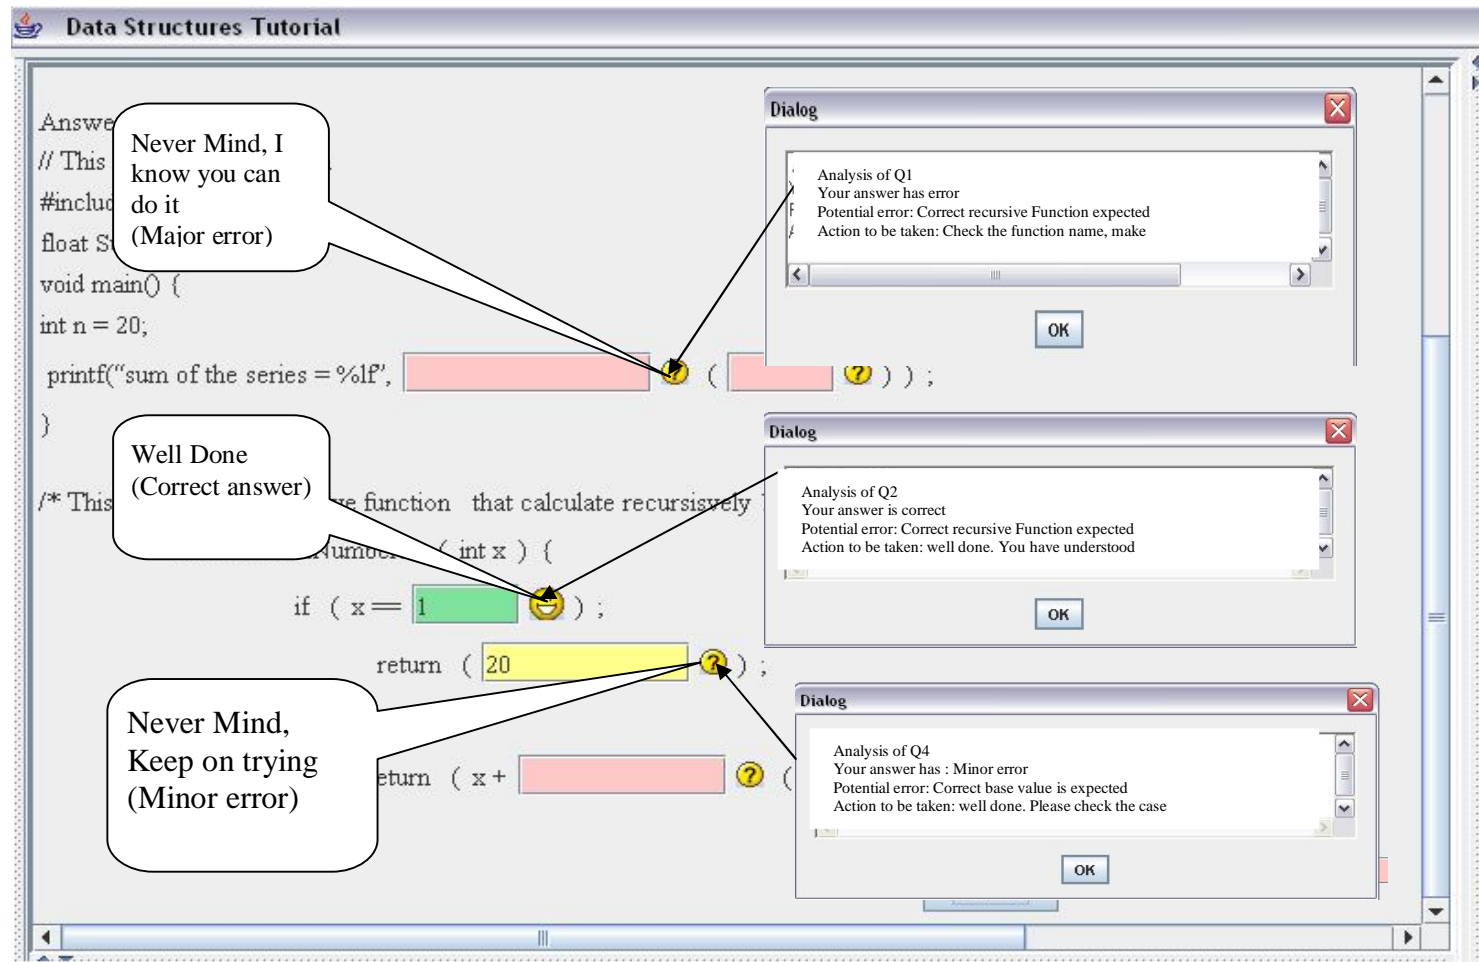 Data Structures Tutorial
Answe
// This
#includ
float S
void main() {
int n = 20;
printf("sum of the series = %lf", ? ( ? ) ) ;
}
/* This ve function that calculate recursisvely
Number ( int x ) {
if ( x == 1 ) ;
return ( 20 ? ) ;
eturn ( x + ? (
Never Mind, I
know you can
do it
(Major error)
Well Done
(Correct answer)
Never Mind,
Keep on trying
(Minor error)
Dialog
Analysis of Q1
Your answer has error
Potential error: Correct recursive Function expected
Action to be taken: Check the function name, make
OK
Dialog
Analysis of Q2
Your answer is correct
Potential error: Correct recursive Function expected
Action to be taken: well done. You have understood
OK
Dialog
Analysis of Q4
Your answer has : Minor error
Potential error: Correct base value is expected
Action to be taken: well done. Please check the case
OK